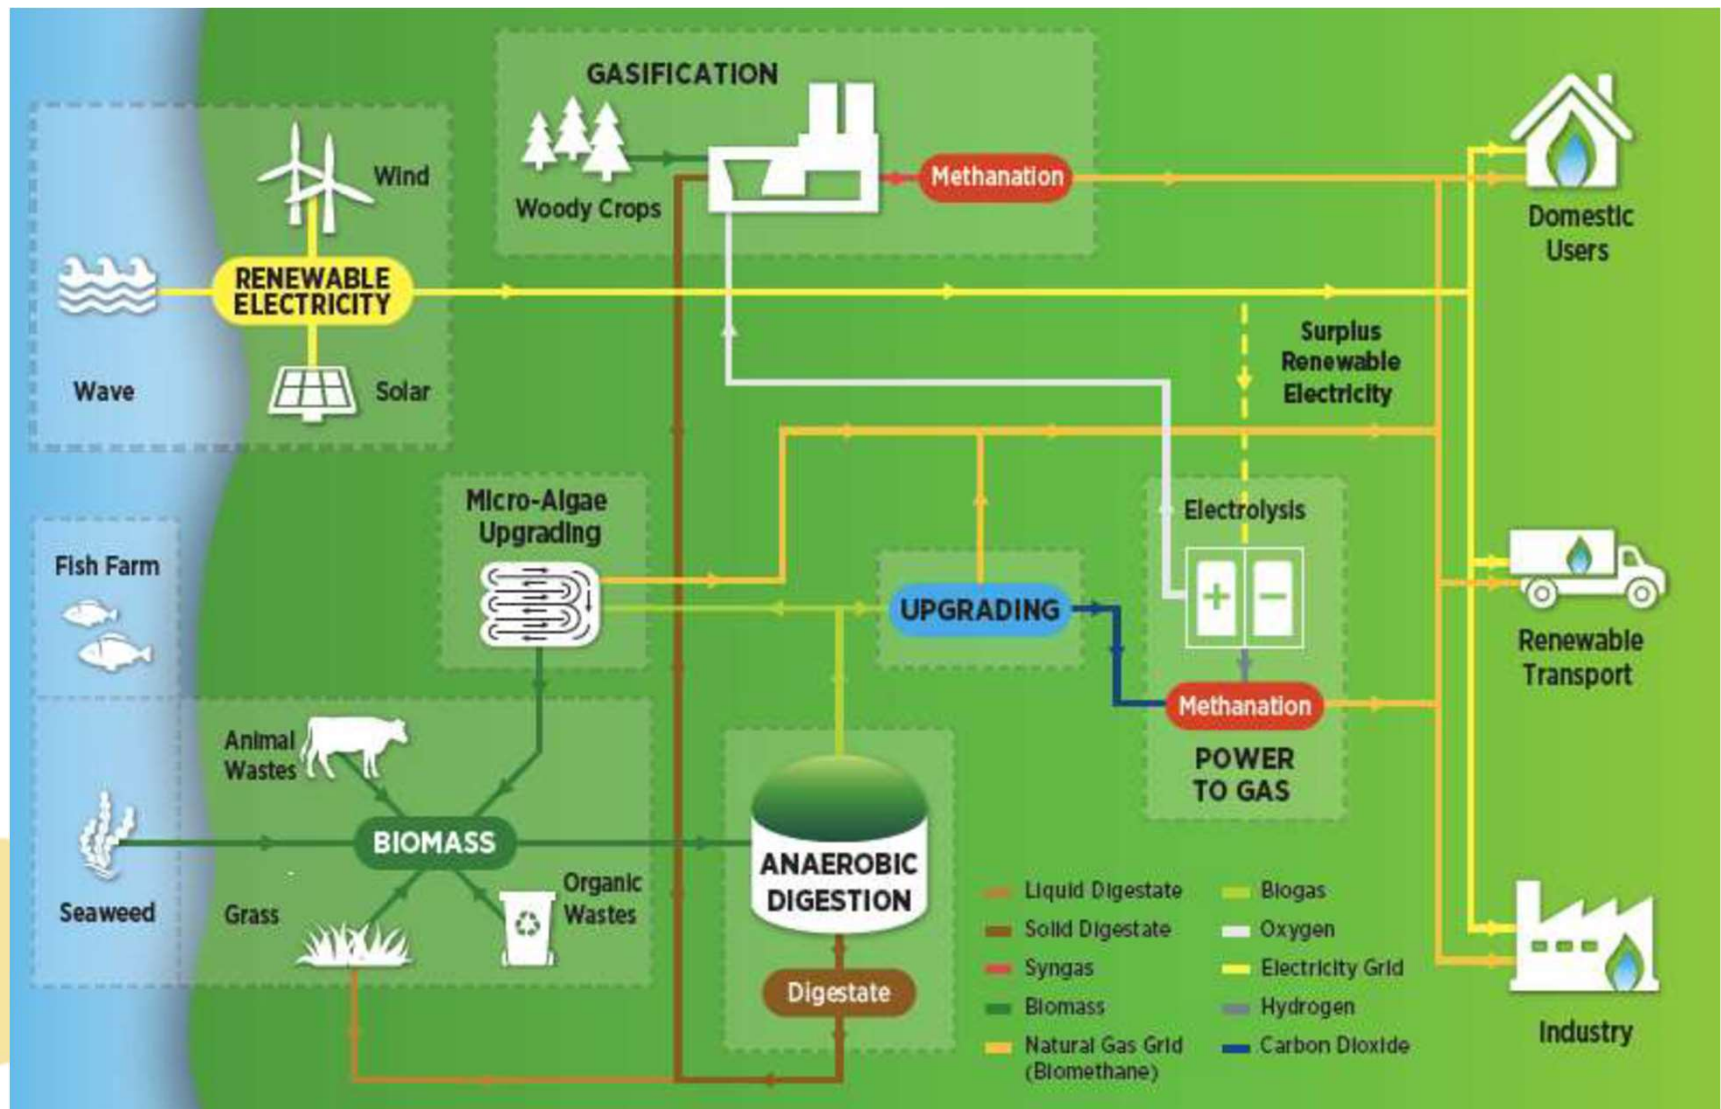 GASIFICATION
Woody Crops
Methanation
Wind
RENEWABLE
ELECTRICITY
Wave
Solar
Domestic
Users
Surplus
Renewable
Electricity
Micro-Algae
Upgrading
Electrolysis
+
−
Fish Farm
UPGRADING
Renewable
Transport
Methanation
POWER
TO GAS
Animal
Wastes
BIOMASS
Seaweed
Grass
Organic
Wastes
ANAEROBIC
DIGESTION
Digestate
Liquid Digestate
Solid Digestate
Syngas
Biomass
Natural Gas Grid
(Biomethane)
Biogas
Oxygen
Electricity Grid
Hydrogen
Carbon Dioxide
Industry